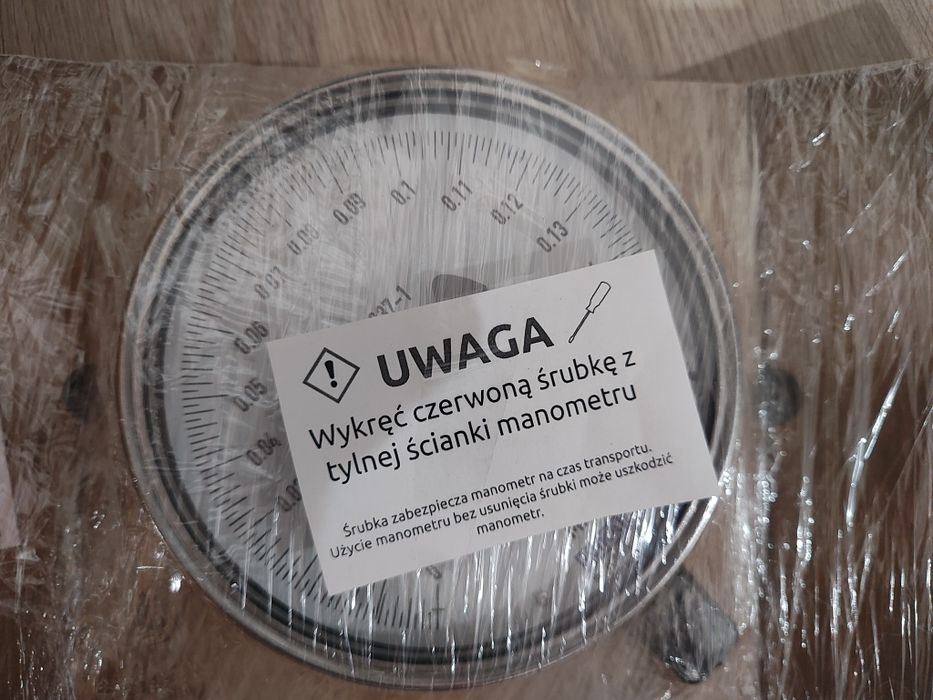 0.09
0.1
0.11
0.12
0.13
0.08
0.07
0.06
0.05
0.04
UWAGA
Wykręć czerwoną śrubkę z
tylnej ścianki manometru
Śrubka zabezpiecza manometr na czas transportu.
Użycie manometru bez usunięcia śrubki może uszkodzić
manometr.
0